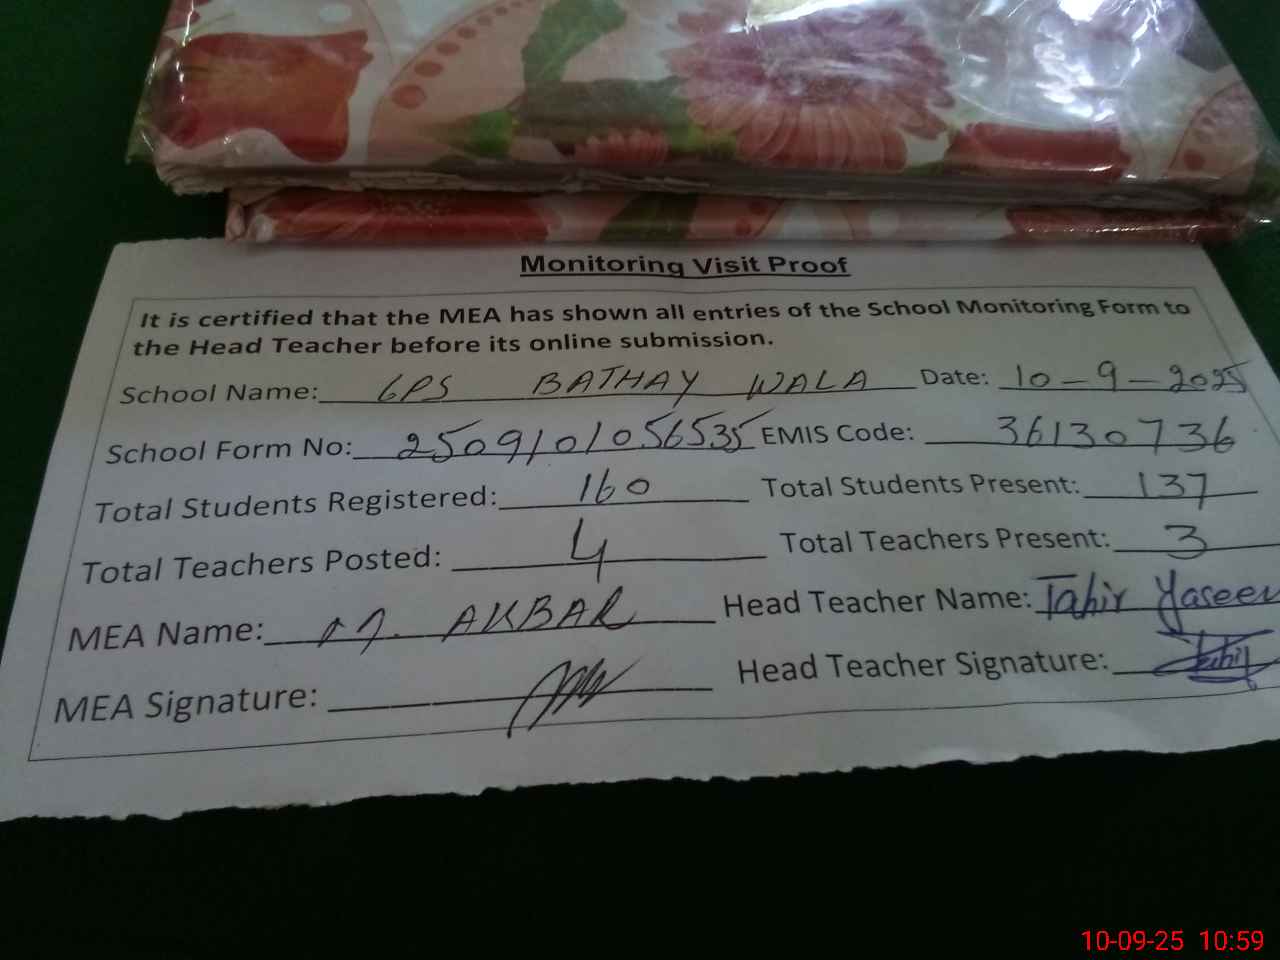 Monitoring Visit Proof
It is certified that the MEA has shown all entries of the School Monitoring Form to
the Head Teacher before its online submission.
School Name: GPS BATHAY WALA Date: 10-9-2025
School Form No: 2509101056535 EMIS Code: 36130736
Total Students Registered: 160 Total Students Present: 137
Total Teachers Posted: 4 Total Teachers Present: 3
MEA Name: M. AKBAR Head Teacher Name: Tahir Yaseen
MEA Signature: Head Teacher Signature: Tahir
10-09-25 10:59